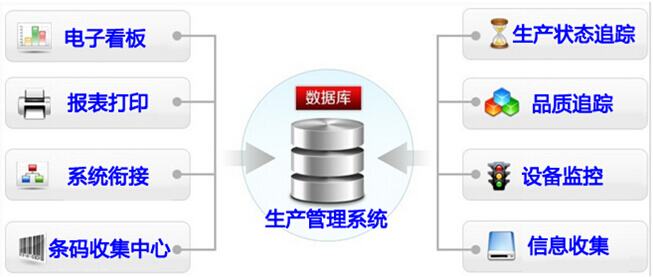 电子看板
报表打印
系统衔接
条码收集中心
数据库
生产管理系统
生产状态追踪
品质追踪
设备监控
信息收集